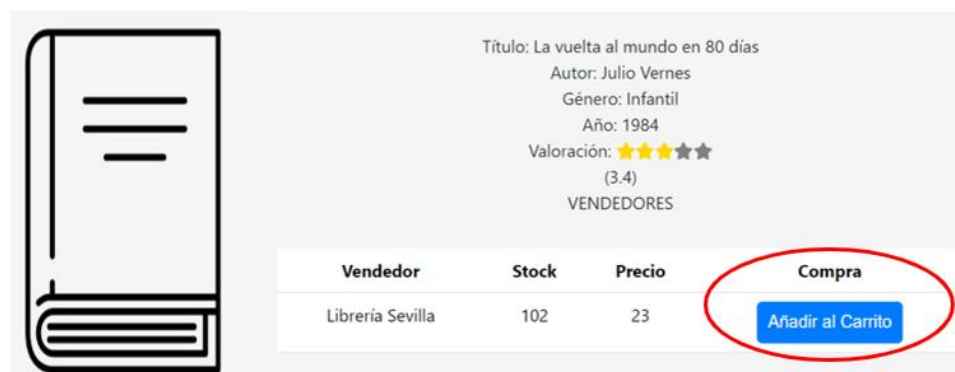 Título: La vuelta al mundo en 80 días
Autor: Julio Vernes
Género: Infantil
Año: 1984
Valoración:
(3.4)
VENDEDORES
Vendedor Stock Precio Compra
Librería Sevilla 102 23 Añadir al Carrito